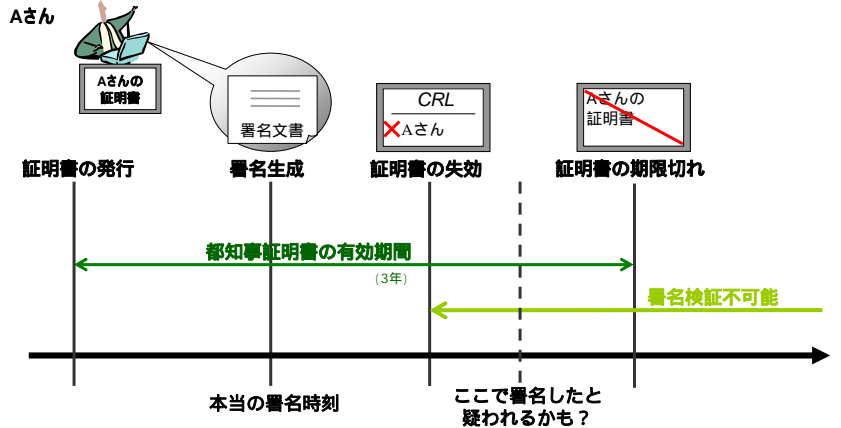 Aさん
Aさんの
証明書
署名文書
CRL
Aさん
Aさんの
証明書
証明書の発行
署名生成
証明書の失効
証明書の期限切れ
都知事証明書の有効期間
(3年)
署名検証不可能
本当の署名時刻
ここで署名したと
疑われるかも？